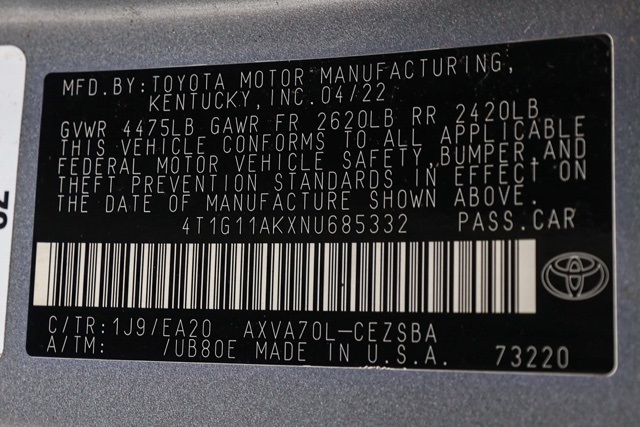 MFD. BY: TOYOTA MOTOR MANUFACTURING,
KENTUCKY, INC. 04/22
GVWR 4475LB GAWR FR 2620LB RR 2420LB
THIS VEHICLE CONFORMS TO ALL APPLICABLE
FEDERAL MOTOR VEHICLE SAFETY, BUMPER, AND
THEFT PREVENTION STANDARDS IN EFFECT ON
THE DATE OF MANUFACTURE SHOWN ABOVE.
4T1G11AKXNU685332 PASS. CAR
C/TR: 1J9/EA20 AXVA70L-CEZSBA
A/TM: /UB80E MADE IN U.S.A. 73220